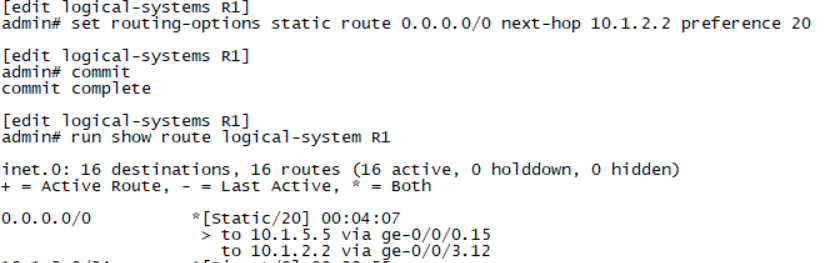 [edit logical-systems R1]
admin# set routing-options static route 0.0.0.0/0 next-hop 10.1.2.2 preference 20
[edit logical-systems R1]
admin# commit
commit complete
[edit logical-systems R1]
admin# run show route logical-system R1
inet.0: 16 destinations, 16 routes (16 active, 0 holddown, 0 hidden)
+ = Active Route, - = Last Active, * = Both
0.0.0.0/0 *[Static/20] 00:04:07
> to 10.1.5.5 via ge-0/0/0.15
to 10.1.2.2 via ge-0/0/3.12